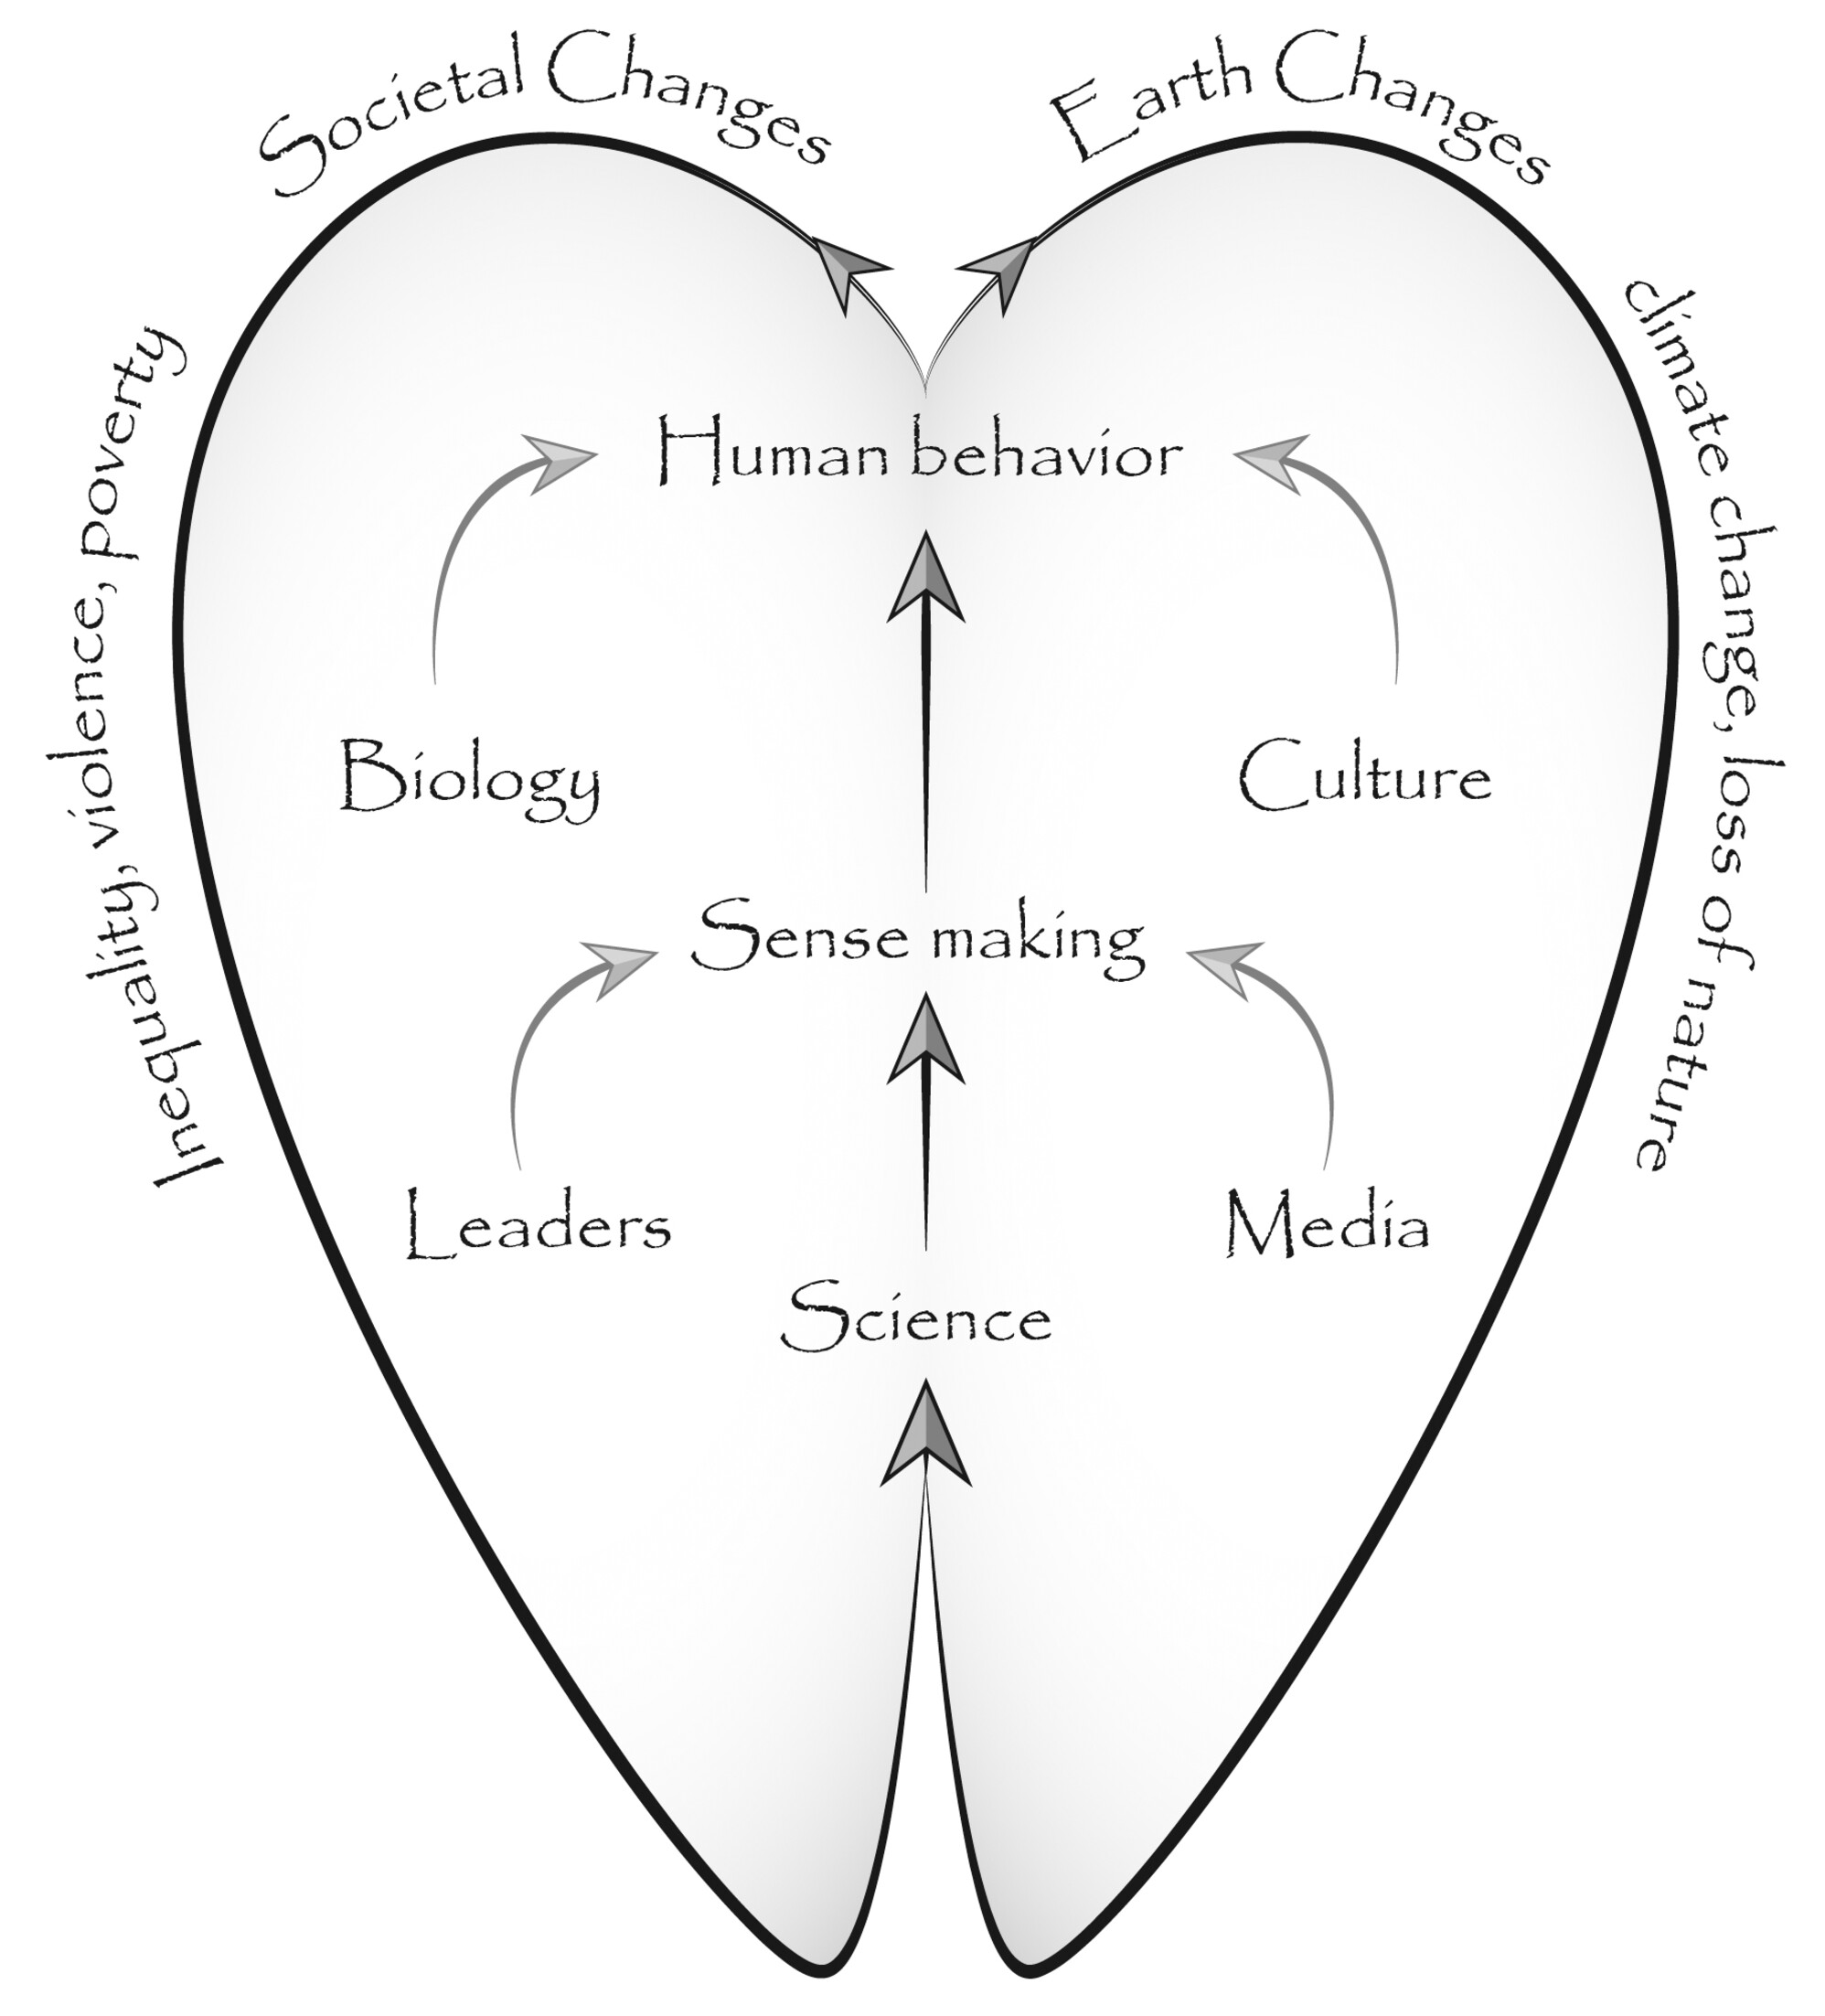 Societal Changes
Earth Changes
Inequality, violence, poverty
climate change, loss of nature
Human behavior
Biology
Culture
Sense making
Leaders
Media
Science